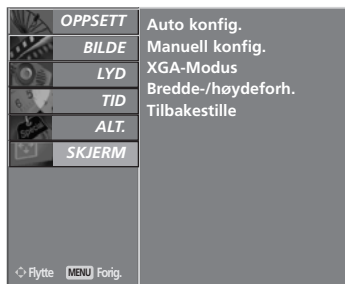 OPPSETT
BILDE
LYD
TID
ALT.
SKJERM
Auto konfig.
Manuell konfig.
XGA-Modus
Bredde-/høydeforh.
Tilbakestille
Flytte MENU Forig.